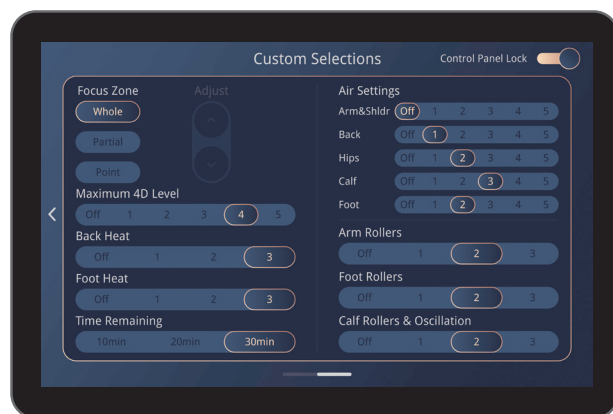 Custom Selections
Control Panel Lock
Focus Zone
Adjust
Whole
Partial
Point
Maximum 4D Level
Off 1 2 3 4 5
Back Heat
Off 1 2 3
Foot Heat
Off 1 2 3
Time Remaining
10min 20min 30min
Air Settings
Arm&Shldr Off 1 2 3 4 5
Back Off 1 2 3 4 5
Hips Off 1 2 3 4 5
Calf Off 1 2 3 4 5
Foot Off 1 2 3 4 5
Arm Rollers
Off 1 2 3
Foot Rollers
Off 1 2 3
Calf Rollers & Oscillation
Off 1 2 3